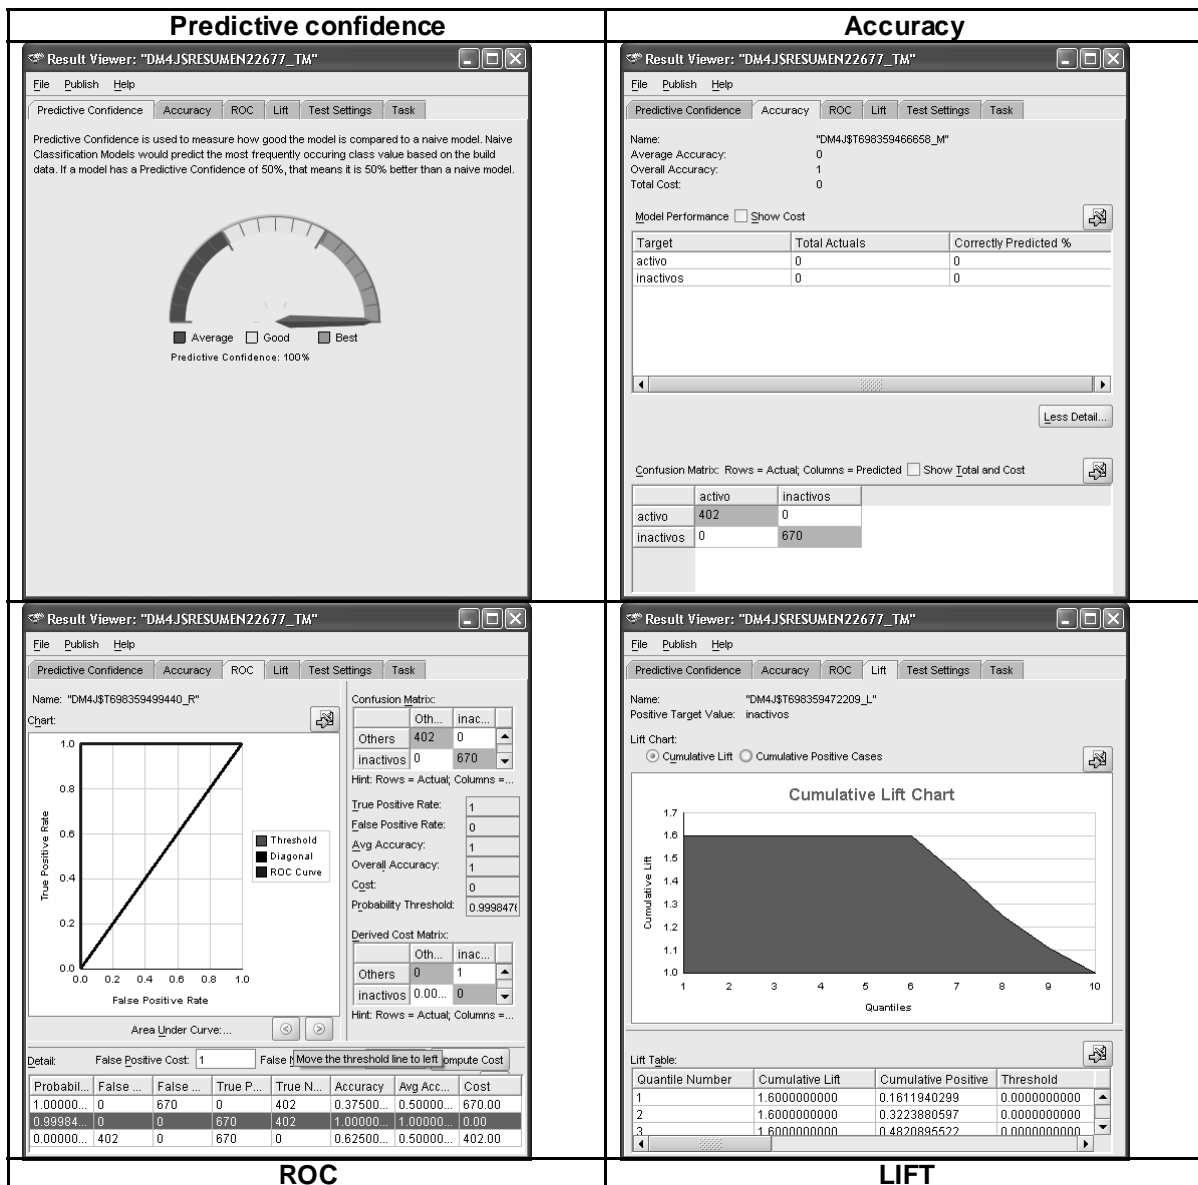 Predictive confidence
Accuracy
Result Viewer: "DM4J$RESUMEN22677_TM"
File Publish Help
Predictive Confidence Accuracy ROC Lift Test Settings Task
Predictive Confidence is used to measure how good the model is compared to a naive model. Naive
Classification Models would predict the most frequently occuring class value based on the build
data. If a model has a Predictive Confidence of 50%, that means it is 50% better than a naive model.
Average Good Best
Predictive Confidence: 100%
Result Viewer: "DM4J$RESUMEN22677_TM"
File Publish Help
Predictive Confidence Accuracy ROC Lift Test Settings Task
Name: "DM4J$T698359466658_M"
Average Accuracy: 0
Overall Accuracy: 1
Total Cost: 0
Model Performance Show Cost
Target Total Actuals Correctly Predicted %
activo 0 0
inactivos 0 0
Less Detail...
Confusion Matrix: Rows = Actual; Columns = Predicted Show Total and Cost
activo inactivos
activo 402 0
inactivos 0 670
Result Viewer: "DM4J$RESUMEN22677_TM"
File Publish Help
Predictive Confidence Accuracy ROC Lift Test Settings Task
Name: "DM4J$T698359499440_R"
Chart:
1.0
0.8
0.6
0.4
0.2
0.0
True Positive Rate
0.0 0.2 0.4 0.6 0.8 1.0
False Positive Rate
Threshold
Diagonal
ROC Curve
Area Under Curve:...
Confusion Matrix:
Oth... inac...
Others 402 0
inactivos 0 670
Hint: Rows = Actual; Columns =...
True Positive Rate: 1
False Positive Rate: 0
Avg Accuracy: 1
Overall Accuracy: 1
Cost: 0
Probability Threshold: 0.9998476
Derived Cost Matrix:
Oth... inac...
Others 0 1
inactivos 0.00... 0
Hint: Rows = Actual; Columns =...
Detail: False Positive Cost: 1 False N Move the threshold line to left ompute Cost
Probabil... False ... False ... True P... True N... Accuracy Avg Acc... Cost
1.00000... 0 670 0 402 0.37500... 0.50000... 670.00
0.99984... 0 0 670 402 1.00000... 1.00000... 0.00
0.00000... 402 0 670 0 0.62500... 0.50000... 402.00
Result Viewer: "DM4J$RESUMEN22677_TM"
File Publish Help
Predictive Confidence Accuracy ROC Lift Test Settings Task
Name: "DM4J$T698359472209_L"
Positive Target Value: inactivos
Lift Chart:
Cumulative Lift Cumulative Positive Cases
Cumulative Lift Chart
1.7
1.6
1.5
1.4
1.3
1.2
1.1
1.0
Cumulative Lift
1 2 3 4 5 6 7 8 9 10
Quantiles
Lift Table:
Quantile Number Cumulative Lift Cumulative Positive Threshold
1 1.6000000000 0.1611940299 0.0000000000
2 1.6000000000 0.3223880597 0.0000000000
3 1.6000000000 0.4820895522 0.0000000000
ROC
LIFT